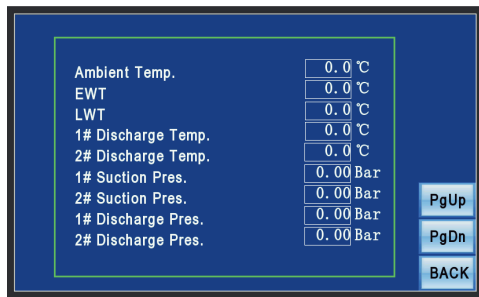 Ambient Temp. 0.0 ℃
EWT 0.0 ℃
LWT 0.0 ℃
1# Discharge Temp. 0.0 ℃
2# Discharge Temp. 0.0 ℃
1# Suction Pres. 0.00 Bar
2# Suction Pres. 0.00 Bar
1# Discharge Pres. 0.00 Bar
2# Discharge Pres. 0.00 Bar
PgUp
PgDn
BACK